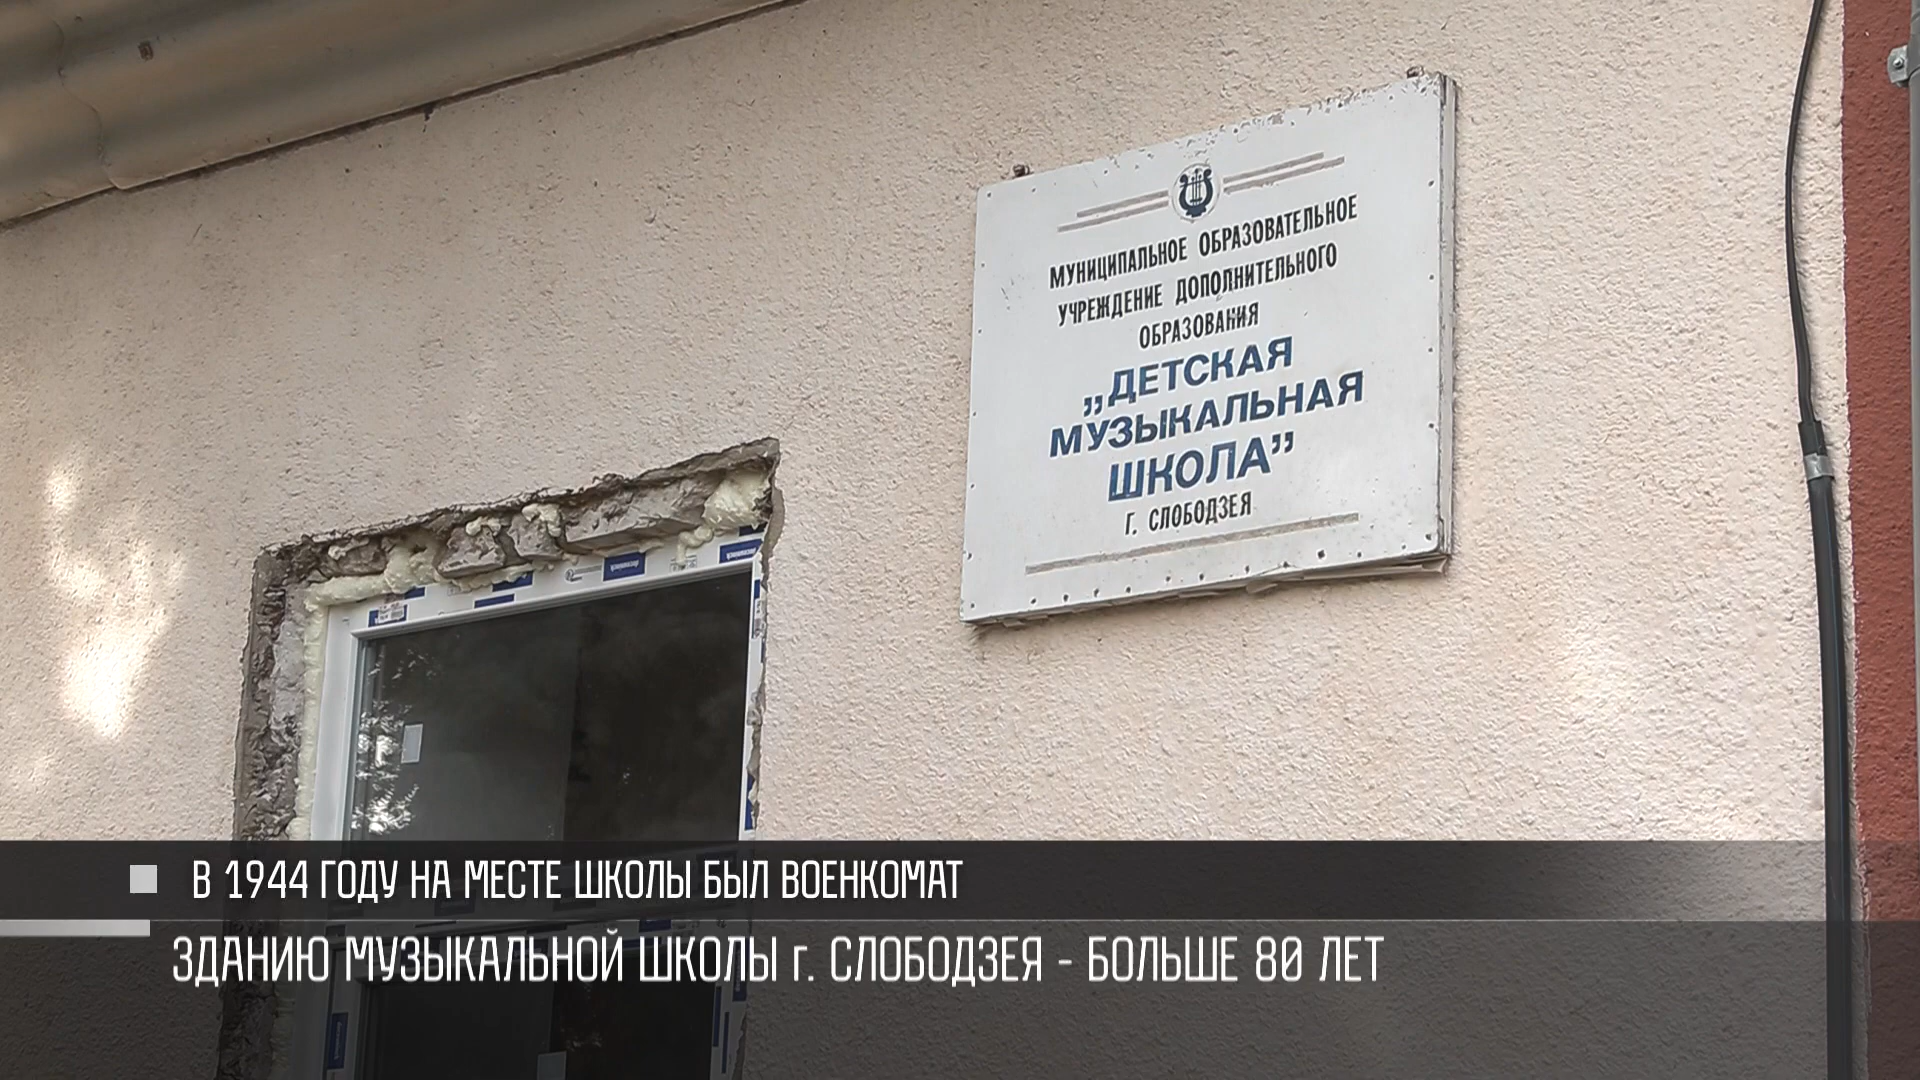 МУНИЦИПАЛЬНОЕ ОБРАЗОВАТЕЛЬНОЕ
УЧРЕЖДЕНИЕ ДОПОЛНИТЕЛЬНОГО
ОБРАЗОВАНИЯ
„ДЕТСКАЯ
МУЗЫКАЛЬНАЯ
ШКОЛА”
Г. СЛОБОДЗЕЯ
В 1944 ГОДУ НА МЕСТЕ ШКОЛЫ БЫЛ ВОЕНКОМАТ
ЗДАНИЮ МУЗЫКАЛЬНОЙ ШКОЛЫ г. СЛОБОДЗЕЯ - БОЛЬШЕ 80 ЛЕТ